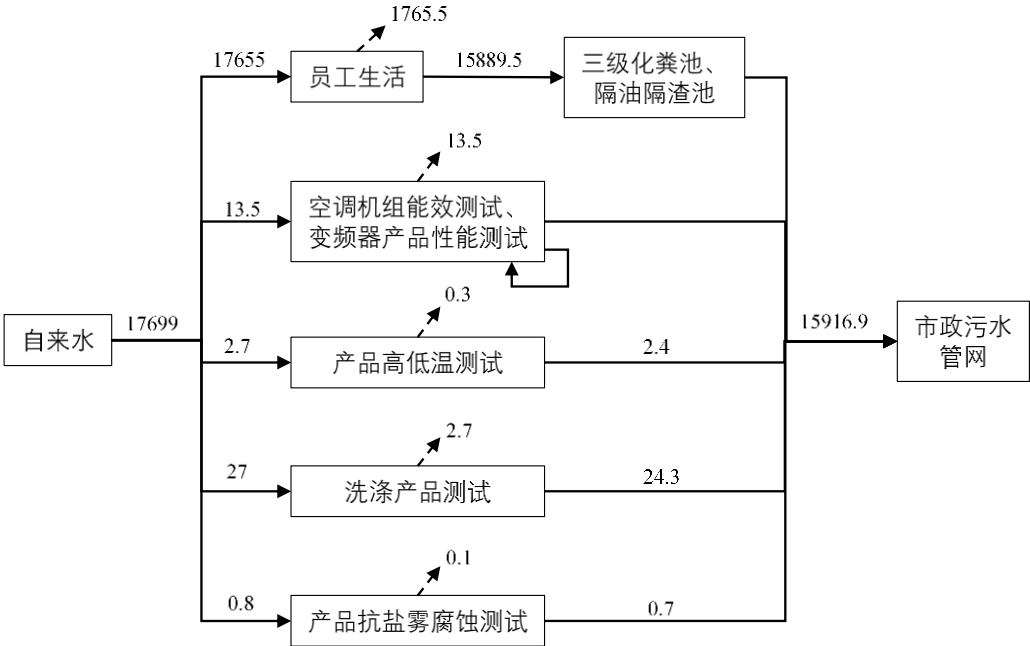 1765.5
17655
员工生活
15889.5
三级化粪池、
隔油隔渣池
13.5
13.5
空调机组能效测试、
变频器产品性能测试
0.3
自来水
17699
2.7
产品高低温测试
2.4
15916.9
市政污水
管网
2.7
27
洗涤产品测试
24.3
0.1
0.8
产品抗盐雾腐蚀测试
0.7